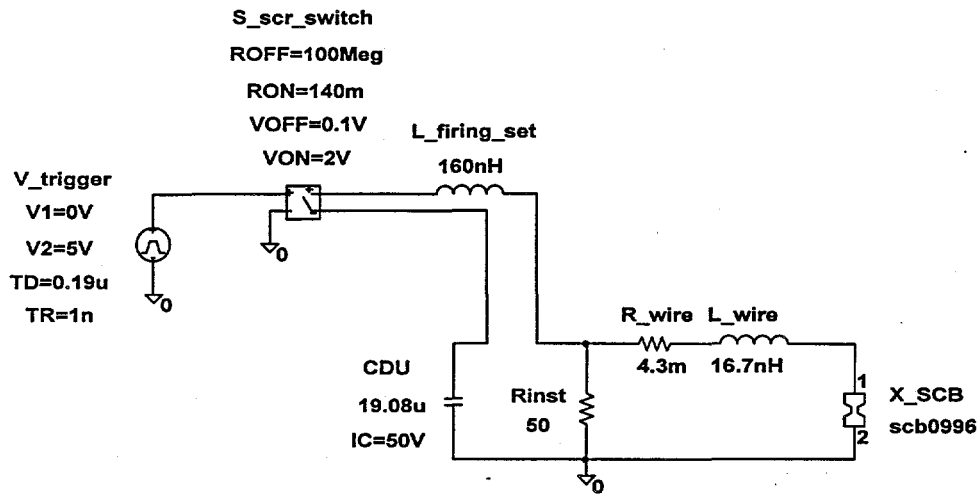 S_scr_switch
ROFF=100Meg
RON=140m
VOFF=0.1V
VON=2V
L_firing_set
160nH
V_trigger
V1=0V
V2=5V
TD=0.19u
TR=1n
0
0
CDU
19.08u
IC=50V
Rinst
50
R_wire
4.3m
L_wire
16.7nH
1
2
X_SCB
scb0996
0